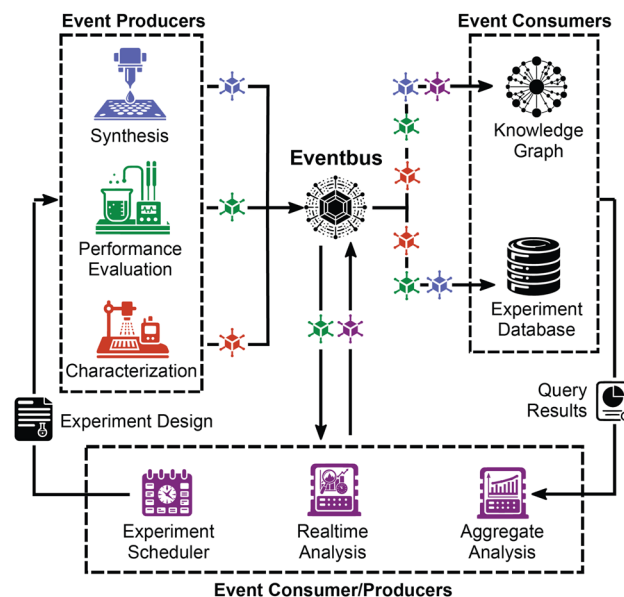 Event Producers
Event Consumers
Synthesis
Knowledge
Graph
Eventbus
Performance
Evaluation
Experiment
Database
Characterization
Experiment Design
Query
Results
Experiment
Scheduler
Realtime
Analysis
Aggregate
Analysis
Event Consumer/Producers